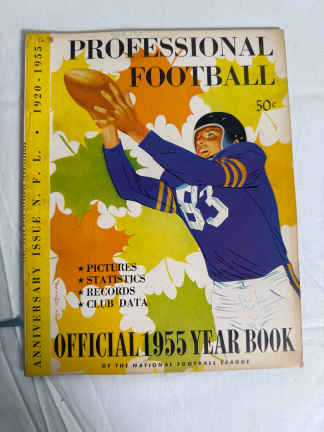 PROFESSIONAL
FOOTBALL
50¢
ANNIVERSARY ISSUE N. F. L. • 1920 - 1955
83
★ PICTURES
★ STATISTICS
★ RECORDS
★ CLUB DATA
OFFICIAL 1955 YEAR BOOK
OF THE NATIONAL FOOTBALL LEAGUE